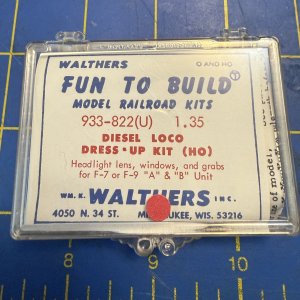 WALTHERS O AND HO
FUN TO BUILD
MODEL RAILROAD KITS
933-822(U) 1.35
DIESEL LOCO
DRESS-UP KIT (HO)
Headlight lens, windows, and grabs
for F-7 or F-9 "A" & "B" Unit
WM. K. WALTHERS INC.
4050 N. 34 ST. MILWAUKEE, WIS. 53216
of model.